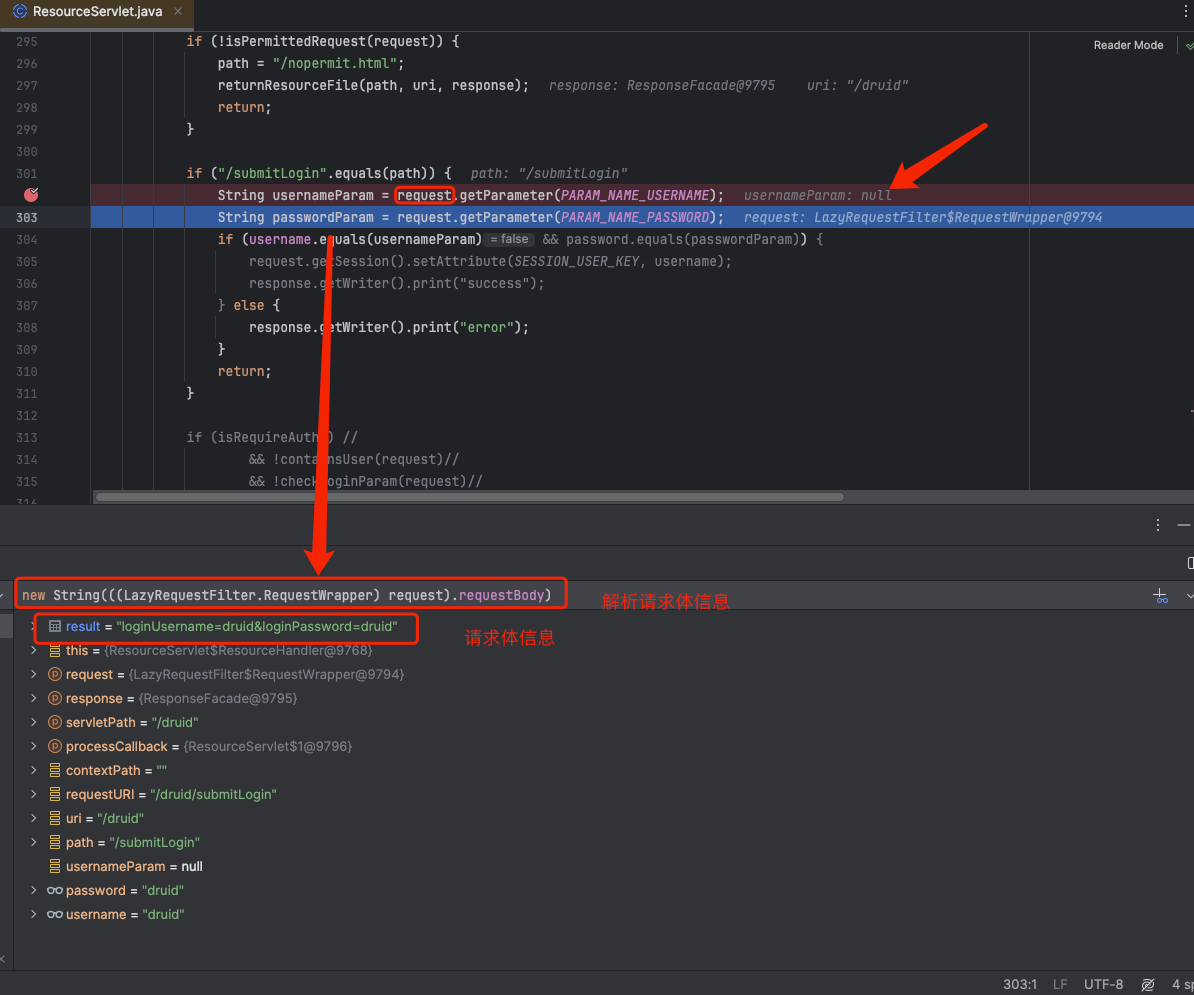 ResourceServlet.java
Reader Mode
295 if (!isPermittedRequest(request)) {
296 path = "/nopermit.html";
297 returnResourceFile(path, uri, response); response: ResponseFacade@9795 uri: "/druid"
298 return;
299 }
300
301 if ("/submitLogin".equals(path)) { path: "/submitLogin"
String usernameParam = request.getParameter(PARAM_NAME_USERNAME); usernameParam: null
303 String passwordParam = request.getParameter(PARAM_NAME_PASSWORD); request: LazyRequestFilter$RequestWrapper@9794
304 if (username.equals(usernameParam) = false && password.equals(passwordParam)) {
305 request.getSession().setAttribute(SESSION_USER_KEY, username);
306 response.getWriter().print("success");
307 } else {
308 response.getWriter().print("error");
309 }
310 return;
311 }
312
313 if (isRequireAuth() //
314 && !containsUser(request)//
315 && !checkLoginParam(request)//
316
new String(((LazyRequestFilter.RequestWrapper) request).requestBody)
解析请求体信息
result = "loginUsername=druid&loginPassword=druid"
请求体信息
this = {ResourceServlet$ResourceHandler@9768}
request = {LazyRequestFilter$RequestWrapper@9794}
response = {ResponseFacade@9795}
servletPath = "/druid"
processCallback = {ResourceServlet$1@9796}
contextPath = ""
requestURI = "/druid/submitLogin"
uri = "/druid"
path = "/submitLogin"
usernameParam = null
password = "druid"
username = "druid"
303:1 LF UTF-8 4 sp